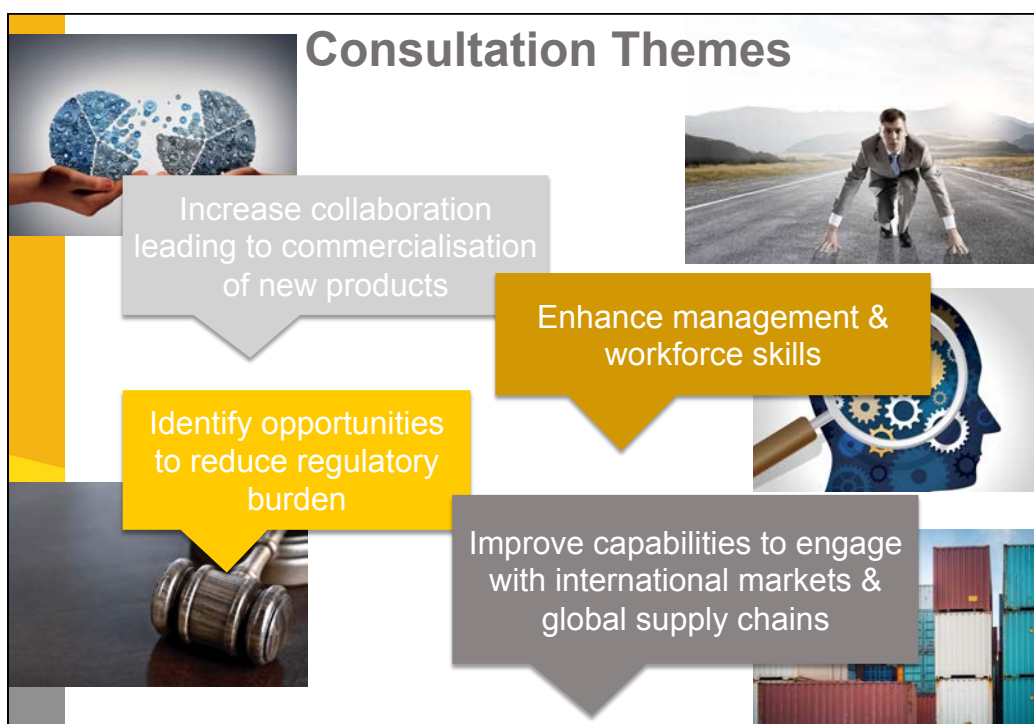 Consultation Themes
Increase collaboration
leading to commercialisation
of new products
Enhance management &
workforce skills
Identify opportunities
to reduce regulatory
burden
Improve capabilities to engage
with international markets &
global supply chains